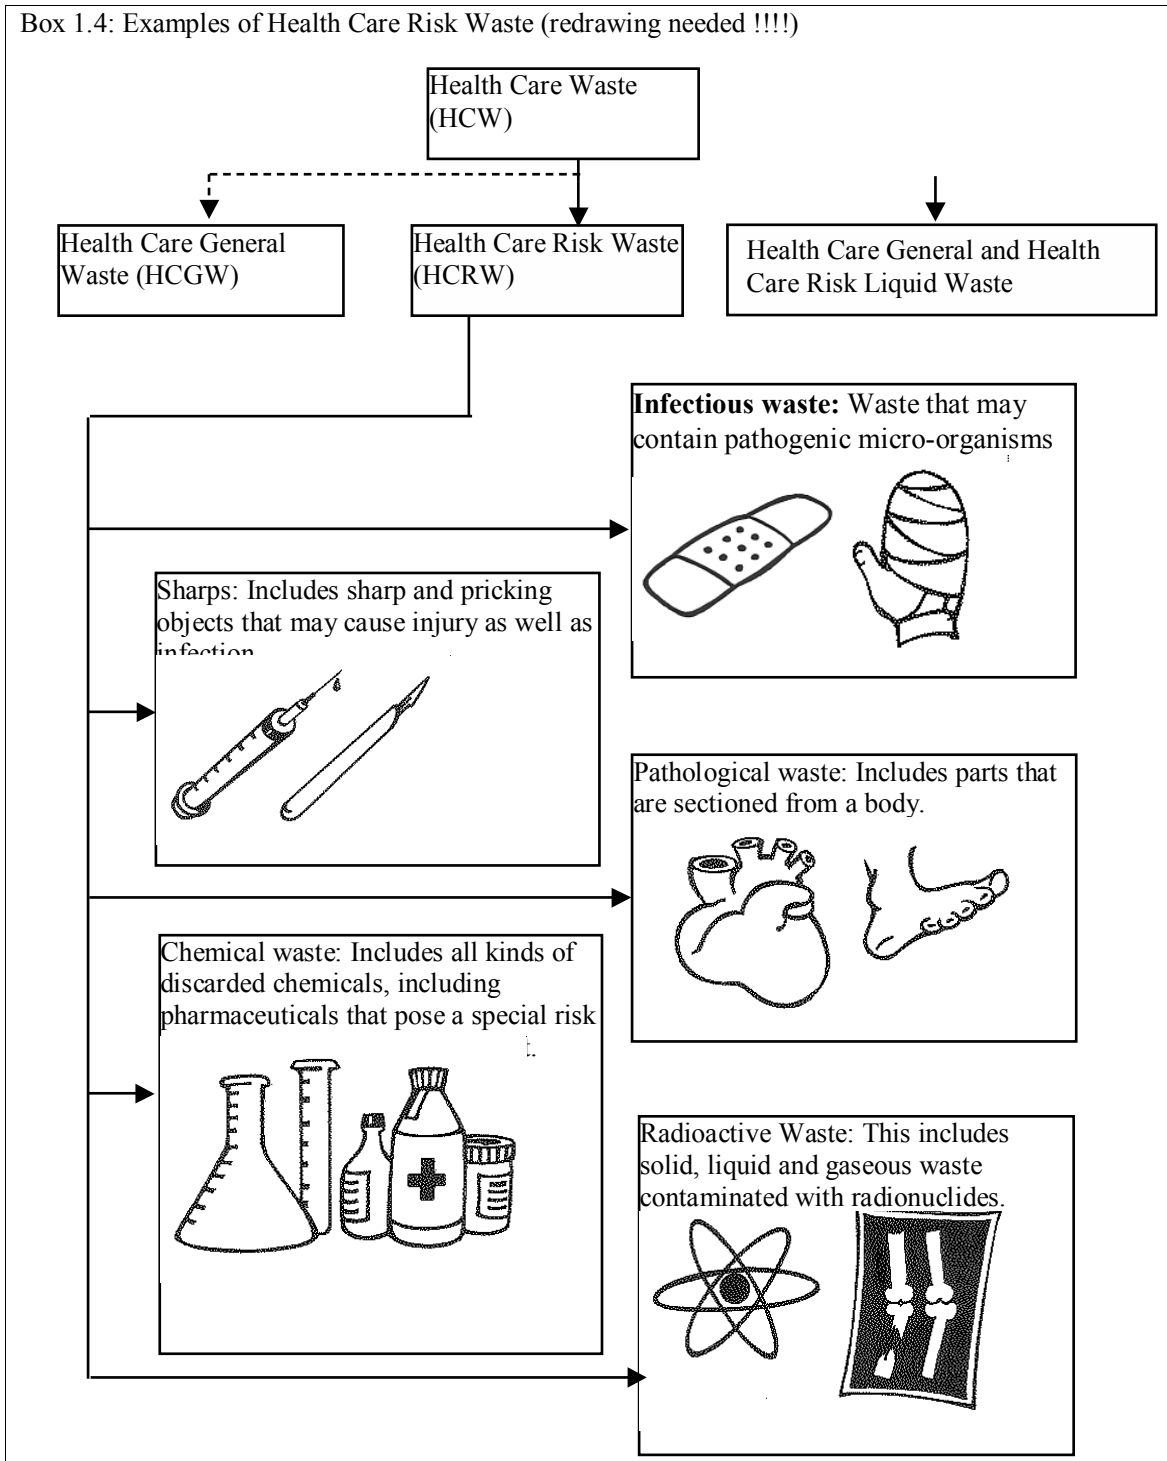 Box 1.4: Examples of Health Care Risk Waste (redrawing needed !!!!)
Health Care Waste
(HCW)
Health Care General
Waste (HCGW)
Health Care Risk Waste
(HCRW)
Health Care General and Health
Care Risk Liquid Waste
Infectious waste: Waste that may
contain pathogenic micro-organisms
Sharps: Includes sharp and pricking
objects that may cause injury as well as
infection
Pathological waste: Includes parts that
are sectioned from a body.
Chemical waste: Includes all kinds of
discarded chemicals, including
pharmaceuticals that pose a special risk
Radioactive Waste: This includes
solid, liquid and gaseous waste
contaminated with radionuclides.